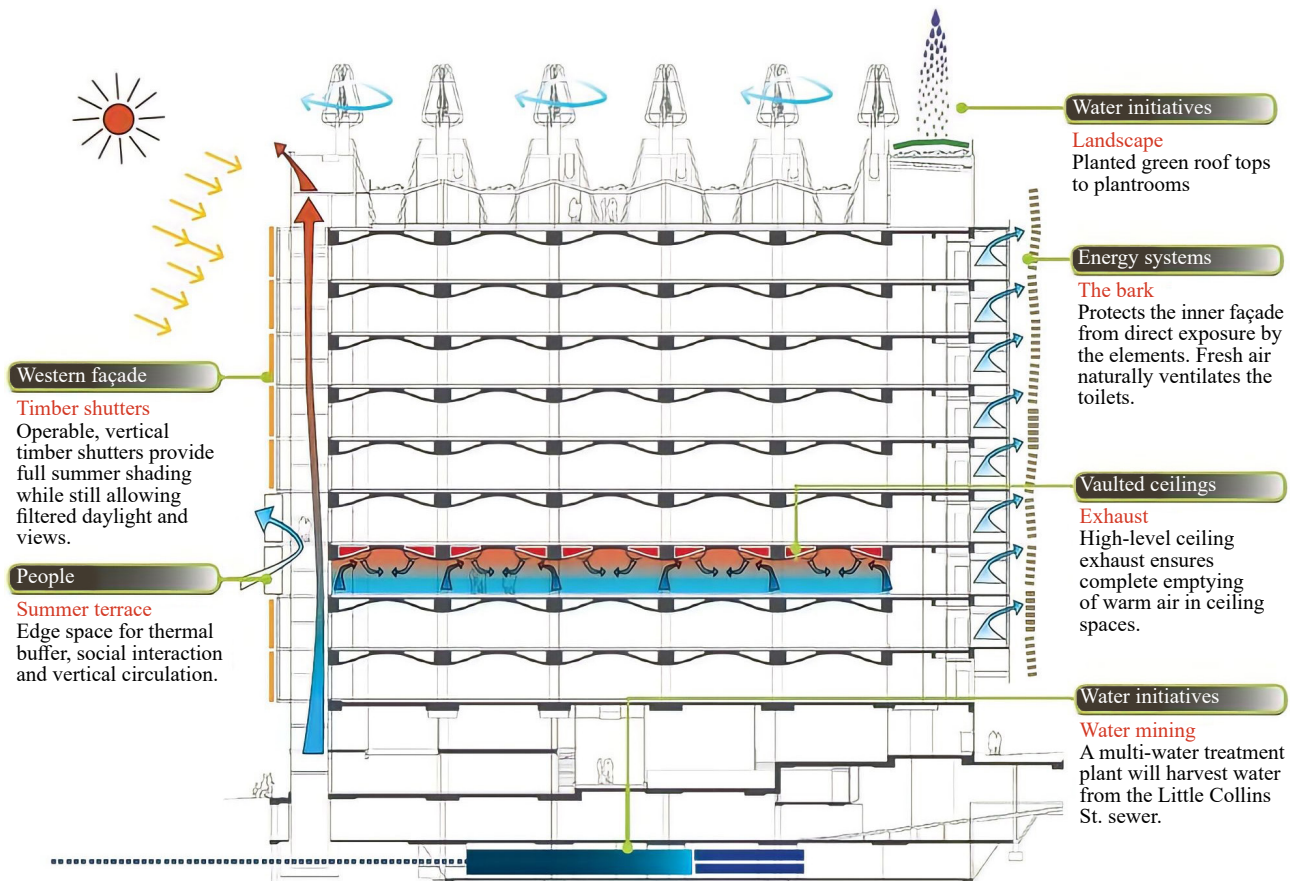 Western façade
Timber shutters
Operable, vertical
timber shutters provide
full summer shading
while still allowing
filtered daylight and
views.
People
Summer terrace
Edge space for thermal
buffer, social interaction
and vertical circulation.
Water initiatives
Landscape
Planted green roof tops
to plantrooms
Energy systems
The bark
Protects the inner façade
from direct exposure by
the elements. Fresh air
naturally ventilates the
toilets.
Vaulted ceilings
Exhaust
High-level ceiling
exhaust ensures
complete emptying
of warm air in ceiling
spaces.
Water initiatives
Water mining
A multi-water treatment
plant will harvest water
from the Little Collins
St. sewer.